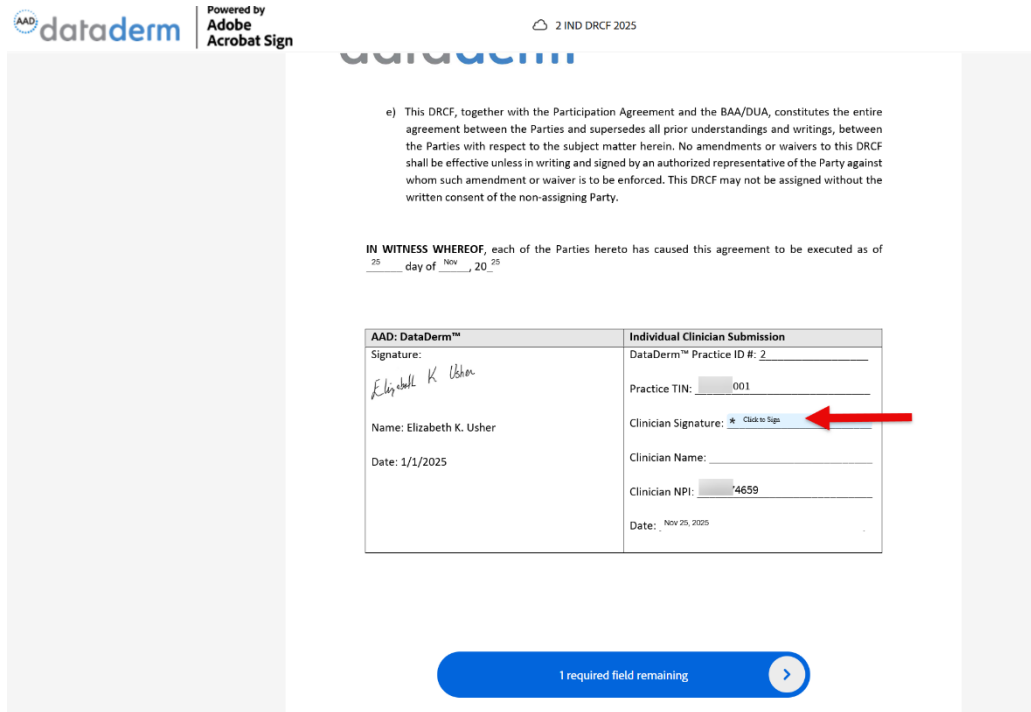 AAD dataderm
Powered by
Adobe
Acrobat Sign
2 IND DRCF 2025
dataderm
e) This DRCF, together with the Participation Agreement and the BAA/DUA, constitutes the entire
agreement between the Parties and supersedes all prior understandings and writings, between
the Parties with respect to the subject matter herein. No amendments or waivers to this DRCF
shall be effective unless in writing and signed by an authorized representative of the Party against
whom such amendment or waiver is to be enforced. This DRCF may not be assigned without the
written consent of the non-assigning Party.
IN WITNESS WHEREOF, each of the Parties hereto has caused this agreement to be executed as of
25 day of Nov, 20_25
AAD: DataDerm™
Signature:
Elizabeth K Usher
Name: Elizabeth K. Usher
Date: 1/1/2025
Individual Clinician Submission
DataDerm™ Practice ID #: 2
Practice TIN: 001
Clinician Signature: * Click to Sign
Clinician Name:
Clinician NPI: 4659
Date: Nov 25, 2025
1 required field remaining